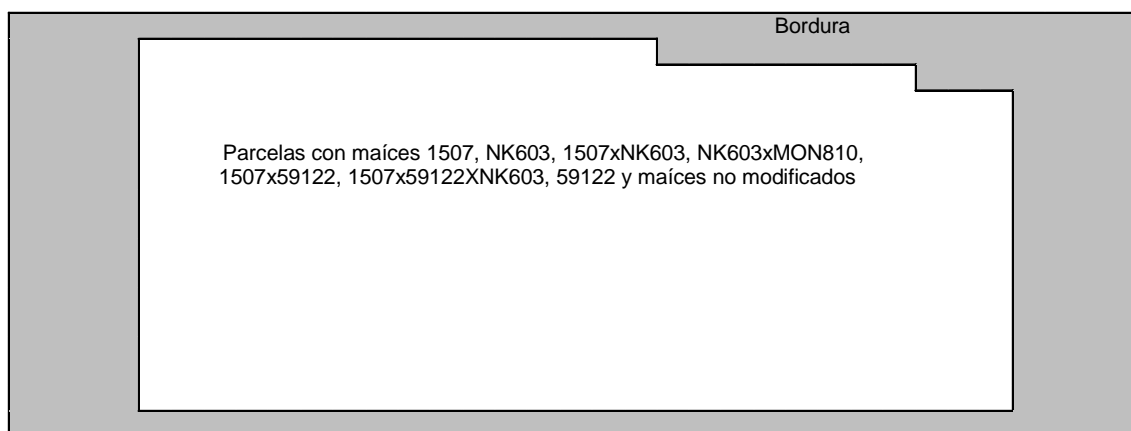 Bordura
Parcelas con maíces 1507, NK603, 1507xNK603, NK603xMON810,
1507x59122, 1507x59122XNK603, 59122 y maíces no modificados